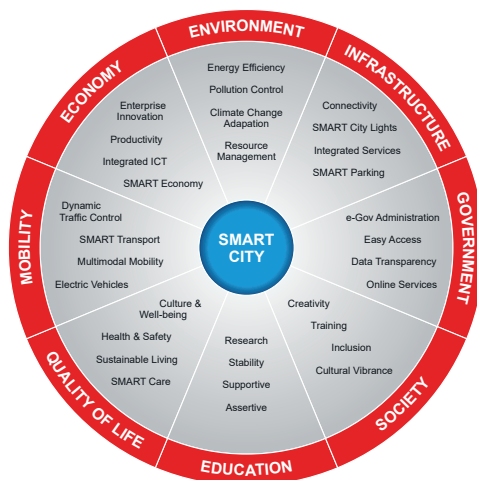 ENVIRONMENT
Energy Efficiency
Pollution Control
Climate Change
Adapation
Resource
Management
INFRASTRUCTURE
Connectivity
SMART City Lights
Integrated Services
SMART Parking
GOVERNMENT
e-Gov Administration
Easy Access
Data Transparency
Online Services
SOCIETY
Creativity
Training
Inclusion
Cultural Vibrance
EDUCATION
Research
Stability
Supportive
Assertive
QUALITY OF LIFE
Culture &
Well-being
Health & Safety
Sustainable Living
SMART Care
MOBILITY
Dynamic
Traffic Control
SMART Transport
Multimodal Mobility
Electric Vehicles
ECONOMY
Enterprise
Innovation
Productivity
Integrated ICT
SMART Economy
SMART
CITY